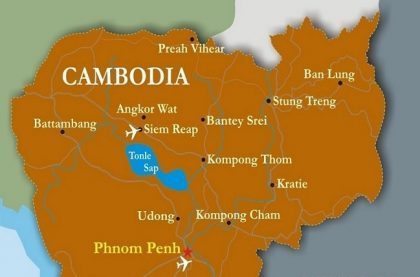 Preah Vihear
CAMBODIA
Ban Lung
Stung Treng
Angkor Wat
Bantey Srei
Battambang
Siem Reap
Tonle
Sap
Kompong Thom
Kratie
Udong
Kompong Cham
Phnom Penh